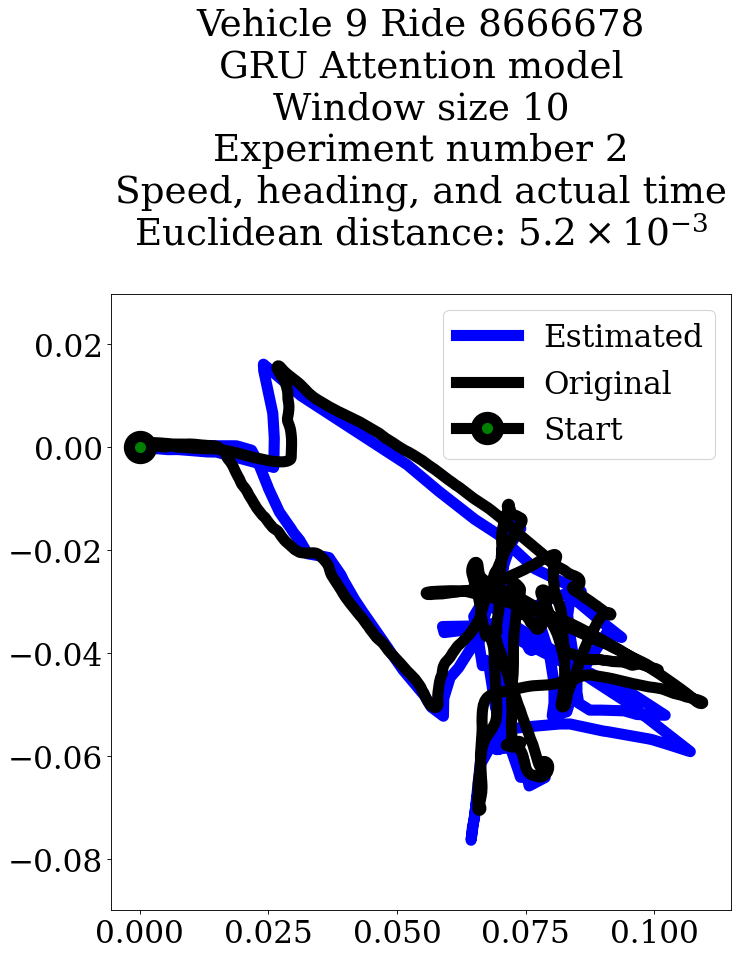 Vehicle 9 Ride 8666678
GRU Attention model
Window size 10
Experiment number 2
Speed, heading, and actual time
Euclidean distance: 5.2 × 10⁻³
Estimated
Original
Start
0.02
0.00
−0.02
−0.04
−0.06
−0.08
0.000 0.025 0.050 0.075 0.100